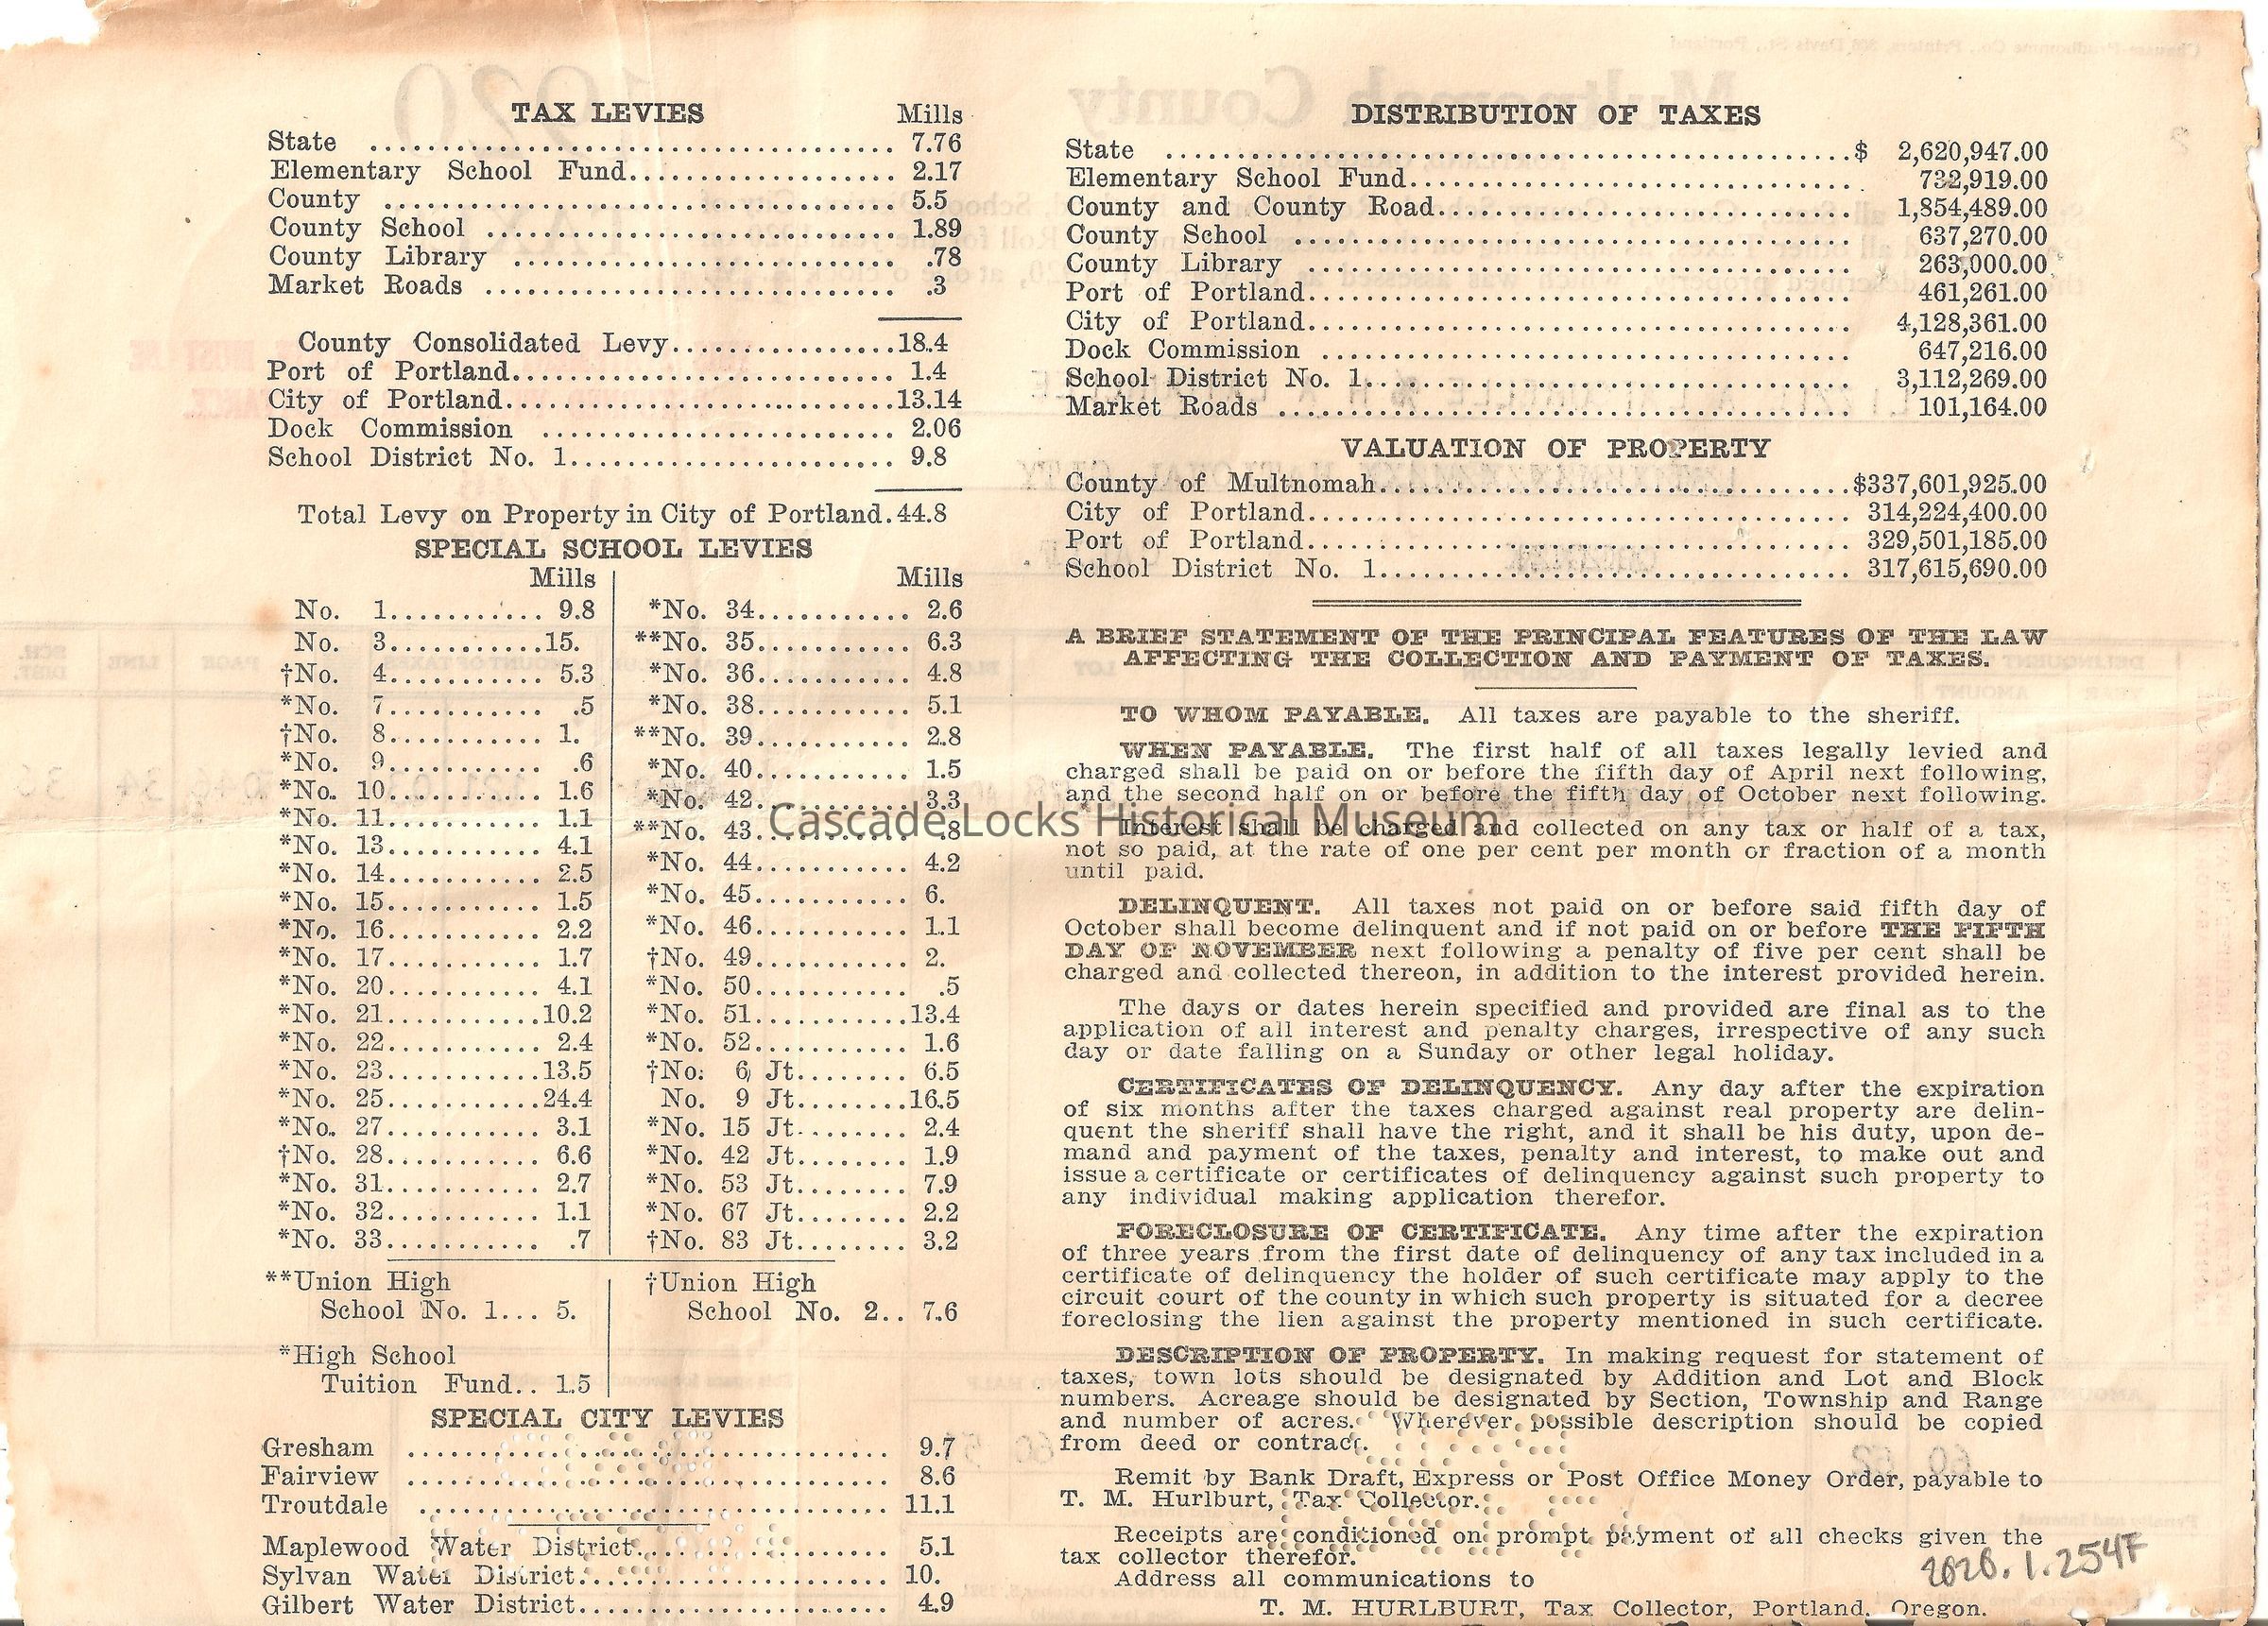 TAX LEVIES
Mills
State ........ 7.76
Elementary School Fund........ 2.17
County ........ 5.5
County School ........ 1.89
County Library ........ .78
Market Roads ........ .3
County Consolidated Levy........18.4
Port of Portland........ 1.4
City of Portland........13.14
Dock Commission ........ 2.06
School District No. 1........ 9.8
Total Levy on Property in City of Portland.44.8
SPECIAL SCHOOL LEVIES
Mills
No. 1........ 9.8
No. 3........15.
†No. 4........ 5.3
*No. 7........ .5
†No. 8........ 1.
*No. 9........ .6
*No. 10........ 1.6
*No. 11........ 1.1
*No. 13........ 4.1
*No. 14........ 2.5
*No. 15........ 1.5
*No. 16........ 2.2
*No. 17........ 1.7
*No. 20........ 4.1
*No. 21........10.2
*No. 22........ 2.4
*No. 23........13.5
*No. 25........24.4
*No. 27........ 3.1
†No. 28........ 6.6
*No. 31........ 2.7
*No. 32........ 1.1
*No. 33........ .7
Mills
*No. 34........ 2.6
**No. 35........ 6.3
*No. 36........ 4.8
*No. 38........ 5.1
**No. 39........ 2.8
*No. 40........ 1.5
*No. 42........ 3.3
**No. 43........ .8
*No. 44........ 4.2
*No. 45........ 6.
*No. 46........ 1.1
†No. 49........ 2.
*No. 50........ .5
*No. 51........13.4
*No. 52........ 1.6
†No. 6 Jt........ 6.5
No. 9 Jt........16.5
*No. 15 Jt........ 2.4
*No. 42 Jt........ 1.9
*No. 53 Jt........ 7.9
*No. 67 Jt........ 2.2
†No. 83 Jt........ 3.2
**Union High
School No. 1... 5.
†Union High
School No. 2.. 7.6
*High School
Tuition Fund.. 1.5
SPECIAL CITY LEVIES
Gresham ........ 9.7
Fairview ........ 8.6
Troutdale ........ 11.1
Maplewood Water District........ 5.1
Sylvan Water District........ 10.
Gilbert Water District........ 4.9
DISTRIBUTION OF TAXES
State ........$ 2,620,947.00
Elementary School Fund........ 732,919.00
County and County Road........ 1,854,489.00
County School ........ 637,270.00
County Library ........ 263,000.00
Port of Portland........ 461,261.00
City of Portland........ 4,128,361.00
Dock Commission ........ 647,216.00
School District No. 1........ 3,112,269.00
Market Roads ........ 101,164.00
VALUATION OF PROPERTY
County of Multnomah........$337,601,925.00
City of Portland........ 314,224,400.00
Port of Portland........ 329,501,185.00
School District No. 1........ 317,615,690.00
A BRIEF STATEMENT OF THE PRINCIPAL FEATURES OF THE LAW
AFFECTING THE COLLECTION AND PAYMENT OF TAXES.
TO WHOM PAYABLE. All taxes are payable to the sheriff.
WHEN PAYABLE. The first half of all taxes legally levied and
charged shall be paid on or before the fifth day of April next following,
and the second half on or before the fifth day of October next following.
Cascade Locks Historical Museum
Interest shall be charged and collected on any tax or half of a tax,
not so paid, at the rate of one per cent per month or fraction of a month
until paid.
DELINQUENT. All taxes not paid on or before said fifth day of
October shall become delinquent and if not paid on or before THE FIFTH
DAY OF NOVEMBER next following a penalty of five per cent shall be
charged and collected thereon, in addition to the interest provided herein.
The days or dates herein specified and provided are final as to the
application of all interest and penalty charges, irrespective of any such
day or date falling on a Sunday or other legal holiday.
CERTIFICATES OF DELINQUENCY. Any day after the expiration
of six months after the taxes charged against real property are delin-
quent the sheriff shall have the right, and it shall be his duty, upon de-
mand and payment of the taxes, penalty and interest, to make out and
issue a certificate or certificates of delinquency against such property to
any individual making application therefor.
FORECLOSURE OF CERTIFICATE. Any time after the expiration
of three years from the first date of delinquency of any tax included in a
certificate of delinquency the holder of such certificate may apply to the
circuit court of the county in which such property is situated for a decree
foreclosing the lien against the property mentioned in such certificate.
DESCRIPTION OF PROPERTY. In making request for statement of
taxes, town lots should be designated by Addition and Lot and Block
numbers. Acreage should be designated by Section, Township and Range
and number of acres. Wherever possible description should be copied
from deed or contract.
Remit by Bank Draft, Express or Post Office Money Order, payable to
T. M. Hurlburt, Tax Collector.
Receipts are conditioned on prompt payment of all checks given the
tax collector therefor.
Address all communications to
T. M. HURLBURT, Tax Collector, Portland, Oregon.
2020.1.254F